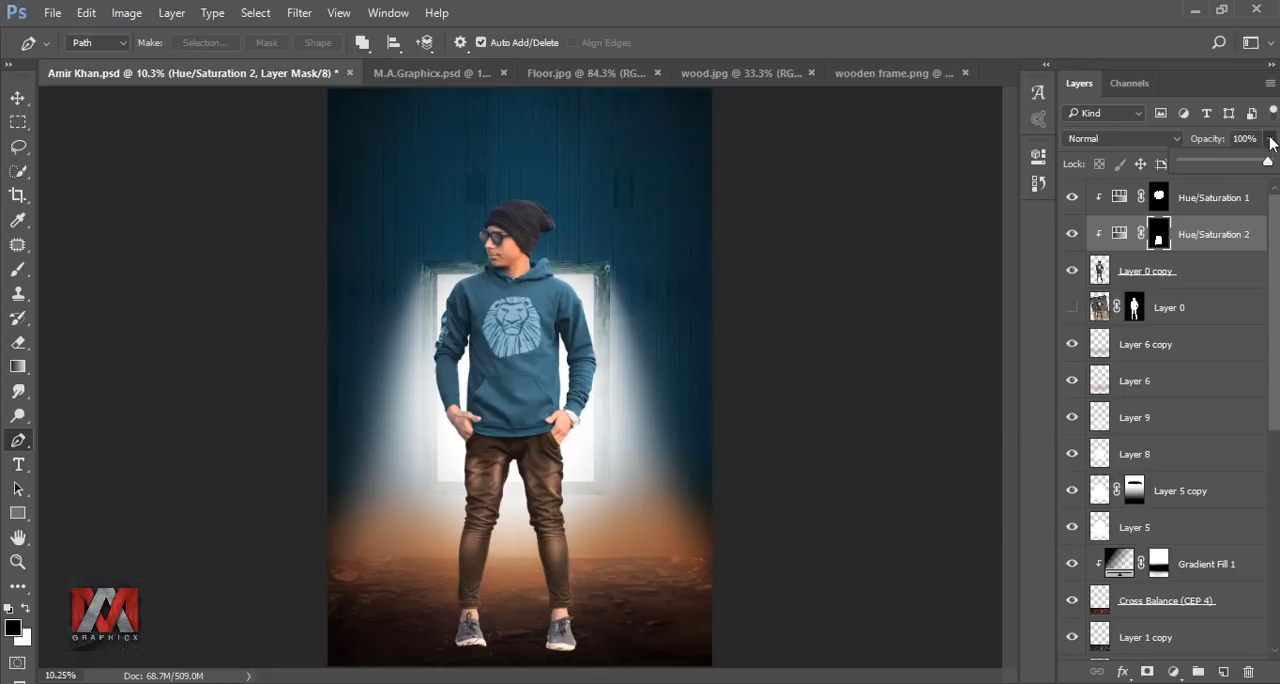 Ps File Edit Image Layer Type Select Filter View Window Help
Path Make: Selection... Mask Shape Auto Add/Delete Align Edges
Amir Khan.psd @ 10.3% (Hue/Saturation 2, Layer Mask/8) *
M.A.Graphicx.psd @ 1...
Floor.jpg @ 84.3% (RG...
wood.jpg @ 33.3% (RG...
wooden frame.png @ ...
Layers Channels
Kind
Normal Opacity: 100%
Lock:
Hue/Saturation 1
Hue/Saturation 2
Layer 0 copy
Layer 0
Layer 6 copy
Layer 6
Layer 9
Layer 8
Layer 5 copy
Layer 5
Gradient Fill 1
Cross Balance (CEP 4)
Layer 1 copy
GRAPHICX
10.25% Doc: 68.7M/509.0M